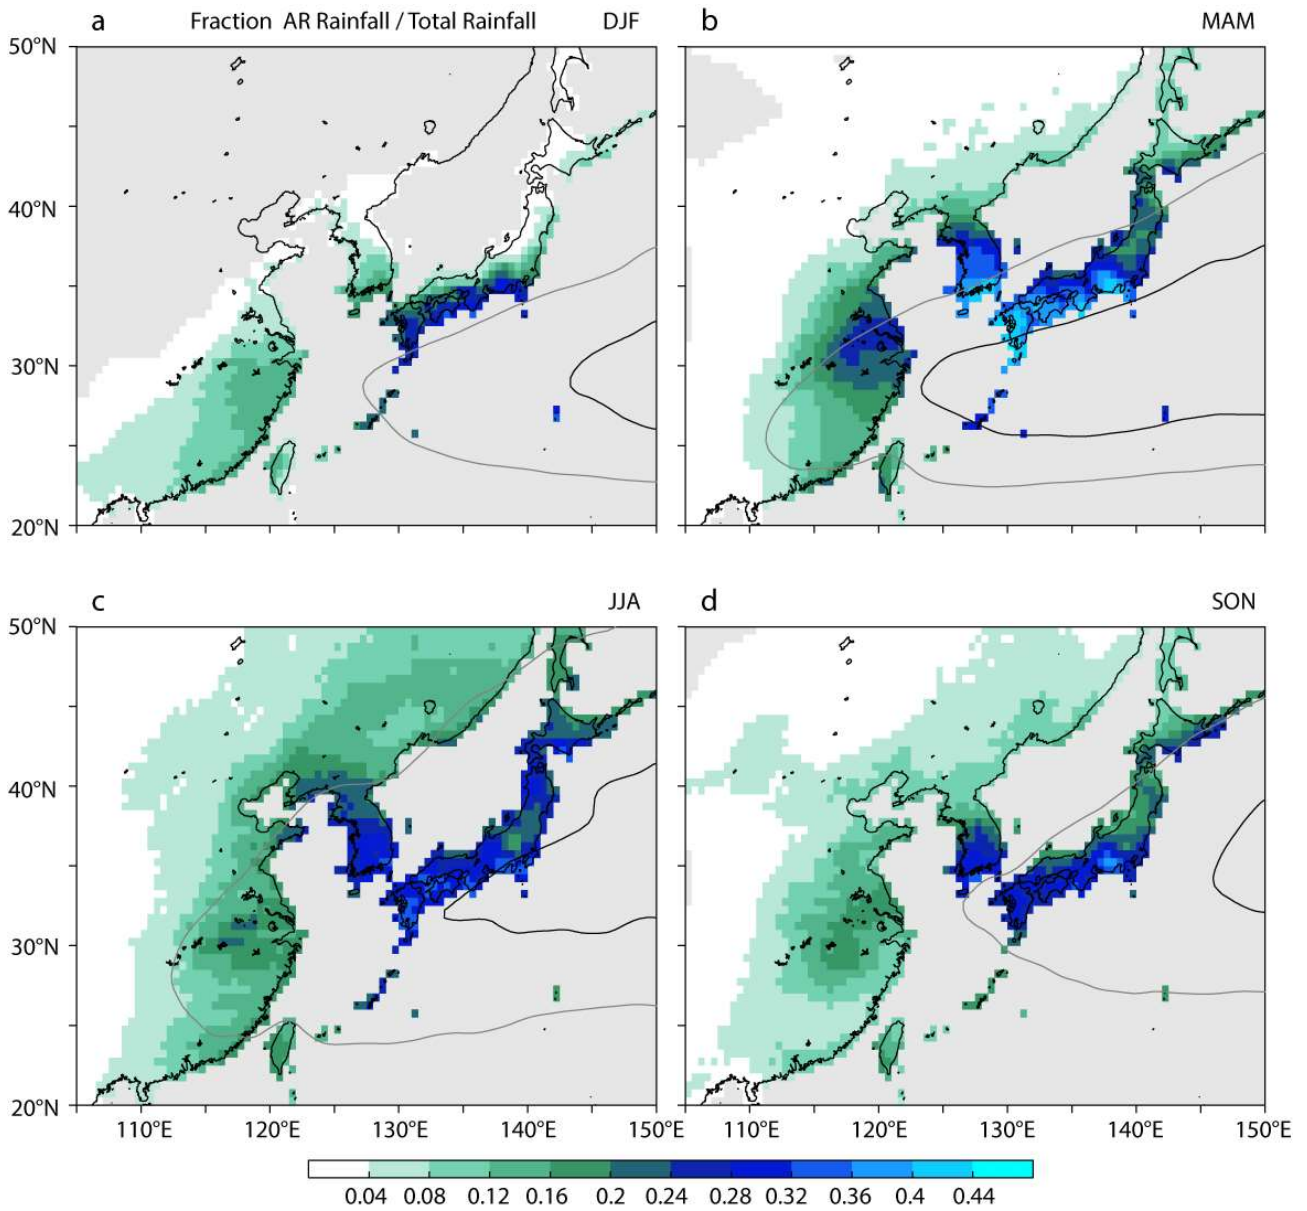 a Fraction AR Rainfall / Total Rainfall DJF
b MAM
50°N
40°N
30°N
20°N
c JJA
d SON
50°N
40°N
30°N
20°N
110°E 120°E 130°E 140°E 150°E
110°E 120°E 130°E 140°E 150°E
0.04 0.08 0.12 0.16 0.2 0.24 0.28 0.32 0.36 0.4 0.44